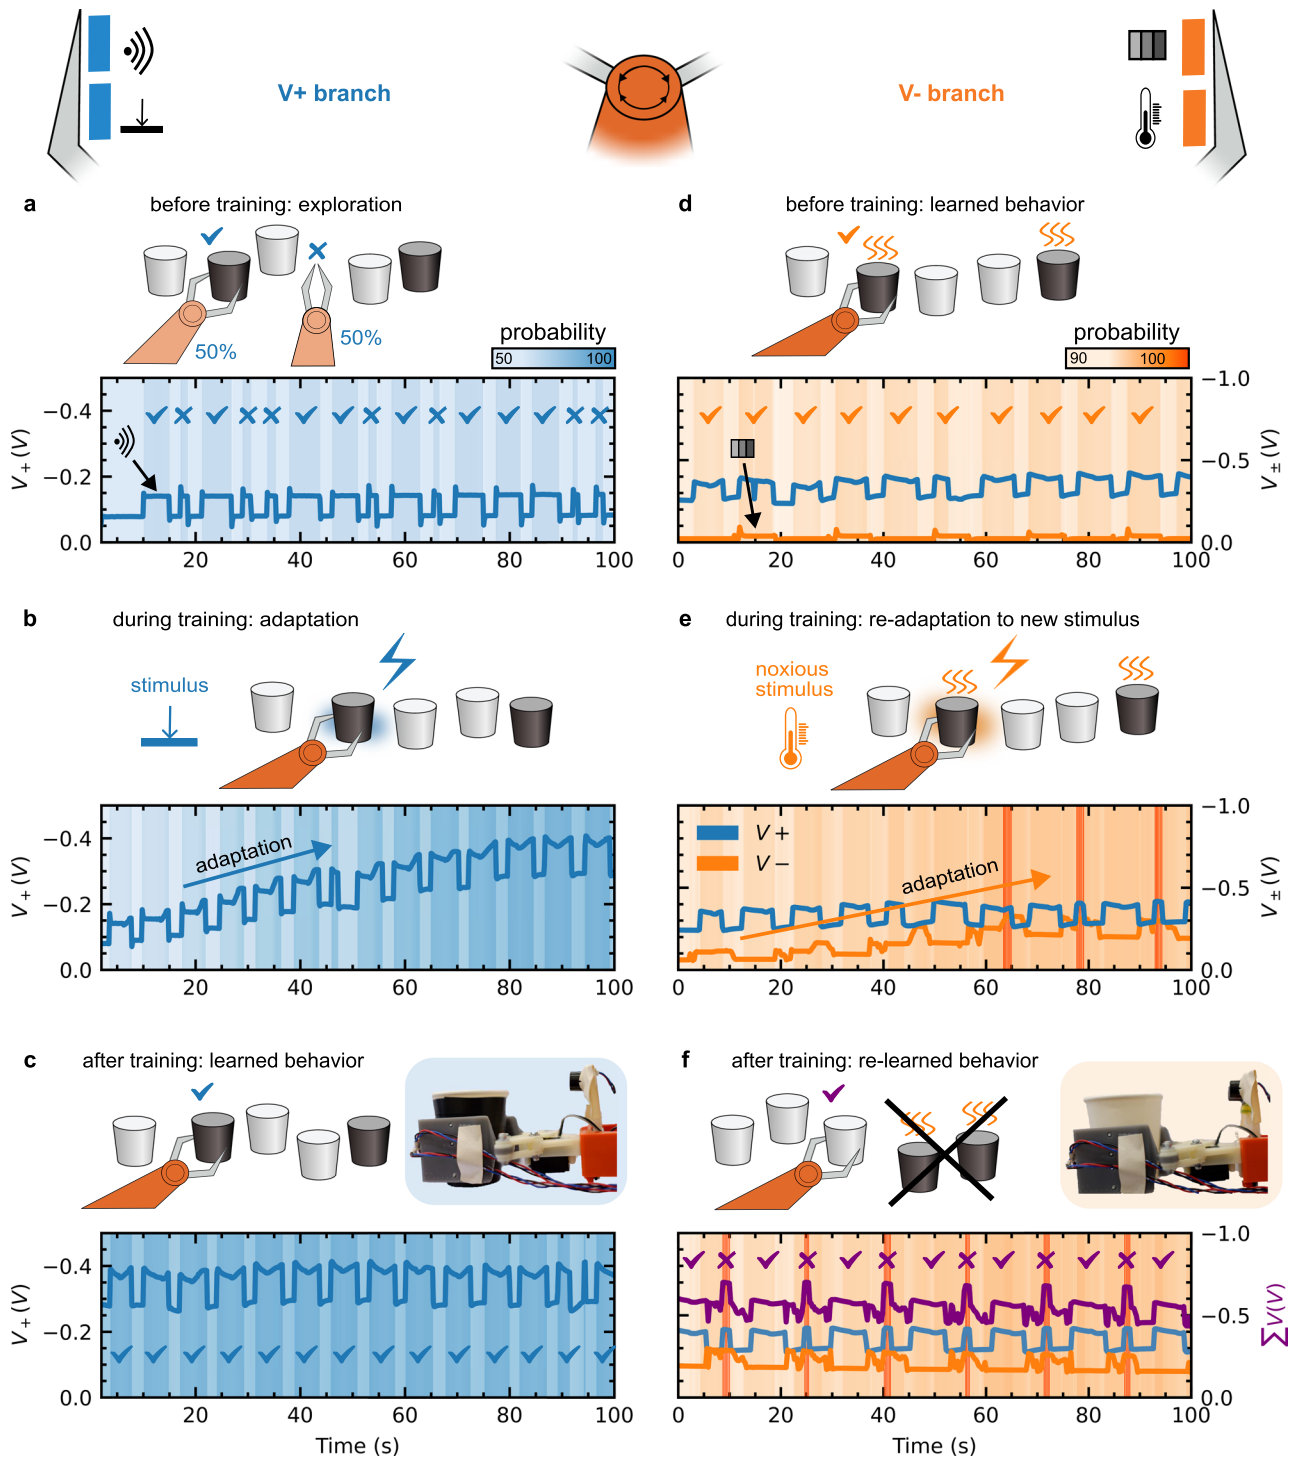 V+ branch
V- branch
a
before training: exploration
50%
50%
probability
50 100
V+ (V)
−0.4
−0.2
0.0
20 40 60 80 100
d
before training: learned behavior
probability
90 100
−1.0
−0.5
0.0
V± (V)
0 20 40 60 80 100
b
during training: adaptation
stimulus
V+ (V)
−0.4
−0.2
0.0
adaptation
20 40 60 80 100
e
during training: re-adaptation to new stimulus
noxious
stimulus
V+
V−
adaptation
−1.0
−0.5
0.0
V± (V)
0 20 40 60 80 100
c
after training: learned behavior
V+ (V)
−0.4
−0.2
0.0
20 40 60 80 100
Time (s)
f
after training: re-learned behavior
−1.0
−0.5
0.0
∑V(V)
0 20 40 60 80 100
Time (s)